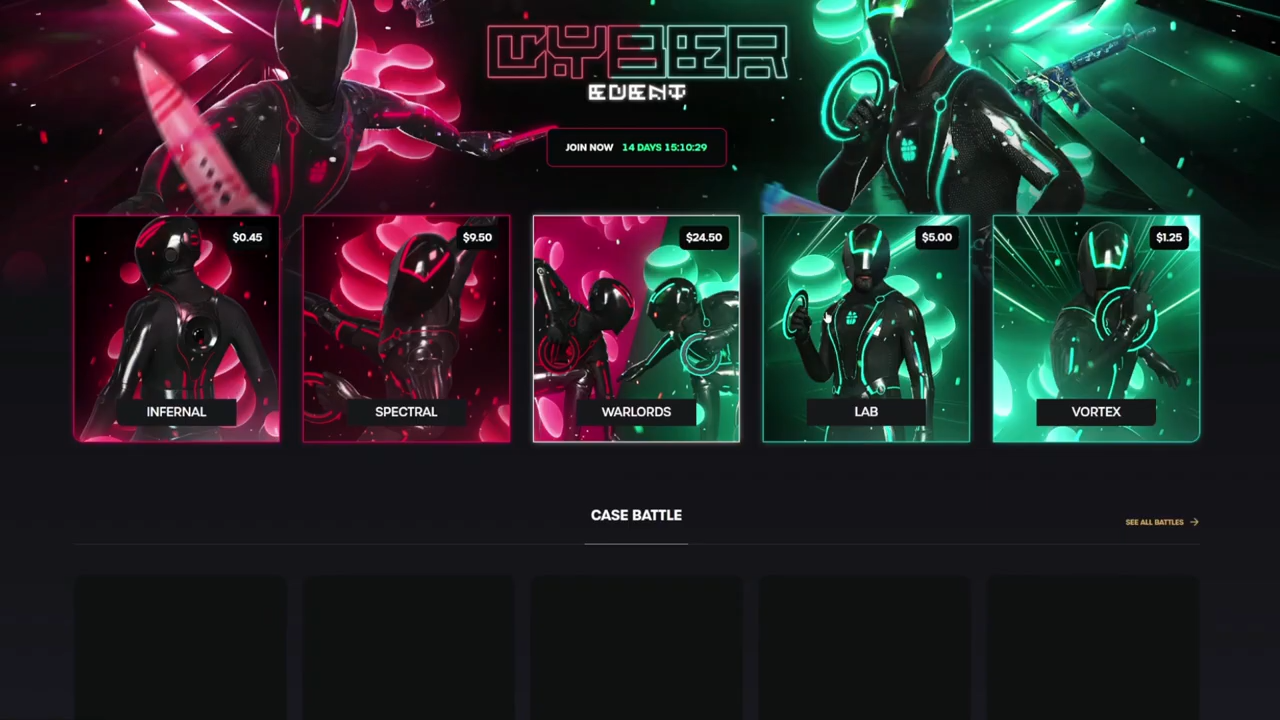 CYBER
EVENT
JOIN NOW 14 DAYS 15:10:29
$0.45
$9.50
$24.50
$5.00
$1.25
INFERNAL
SPECTRAL
WARLORDS
LAB
VORTEX
CASE BATTLE
SEE ALL BATTLES